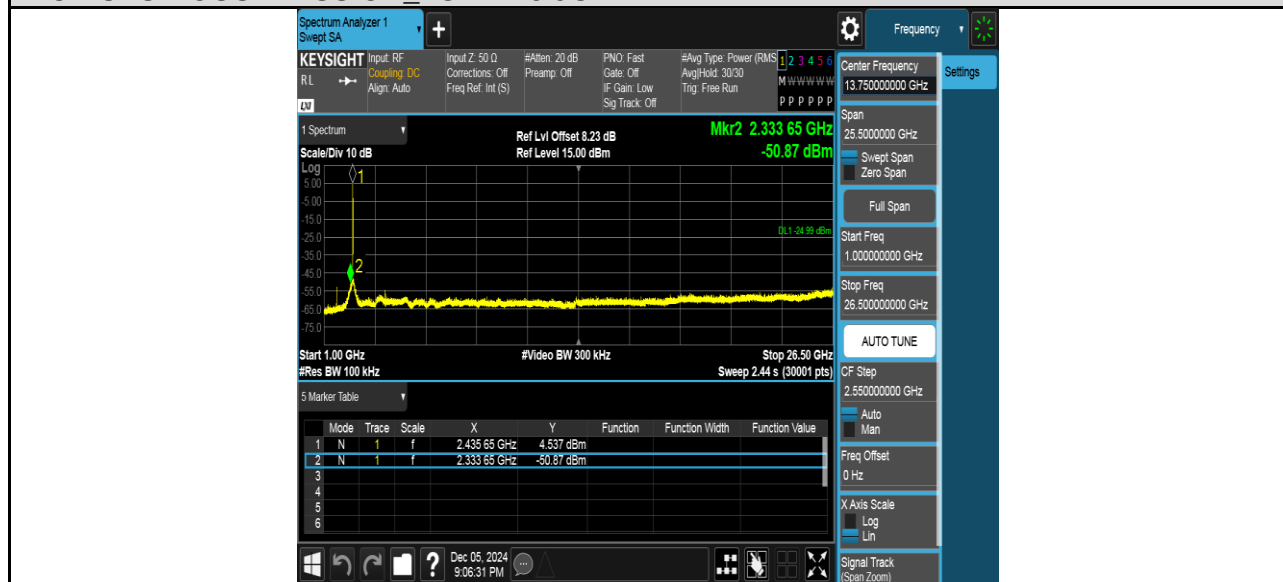 Spectrum Analyzer 1
Swept SA
+
Frequency
KEYSIGHT
RL
LXI
Input: RF
Coupling: DC
Align: Auto
Input Z: 50 Ω
Corrections: Off
Freq Ref: Int (S)
#Atten: 20 dB
Preamp: Off
PNO: Fast
Gate: Off
IF Gain: Low
Sig Track: Off
#Avg Type: Power (RMS
Avg|Hold: 30/30
Trig: Free Run
1 2 3 4 5 6
M W W W W W
P P P P P P
1 Spectrum
Scale/Div 10 dB
Ref Lvl Offset 8.23 dB
Ref Level 15.00 dBm
Mkr2 2.333 65 GHz
-50.87 dBm
Log
5.00
-5.00
-15.0
-25.0
-35.0
-45.0
-55.0
-65.0
-75.0
1
2
DL1 -24.99 dBm
Start 1.00 GHz
#Res BW 100 kHz
#Video BW 300 kHz
Stop 26.50 GHz
Sweep 2.44 s (30001 pts)
5 Marker Table
Mode Trace Scale X Y Function Function Width Function Value
1 N 1 f 2.435 65 GHz 4.537 dBm
2 N 1 f 2.333 65 GHz -50.87 dBm
3
4
5
6
?
Dec 05, 2024
9:06:31 PM
Center Frequency
13.750000000 GHz
Settings
Span
25.5000000 GHz
Swept Span
Zero Span
Full Span
Start Freq
1.000000000 GHz
Stop Freq
26.500000000 GHz
AUTO TUNE
CF Step
2.550000000 GHz
Auto
Man
Freq Offset
0 Hz
X Axis Scale
Log
Lin
Signal Track
(Span Zoom)